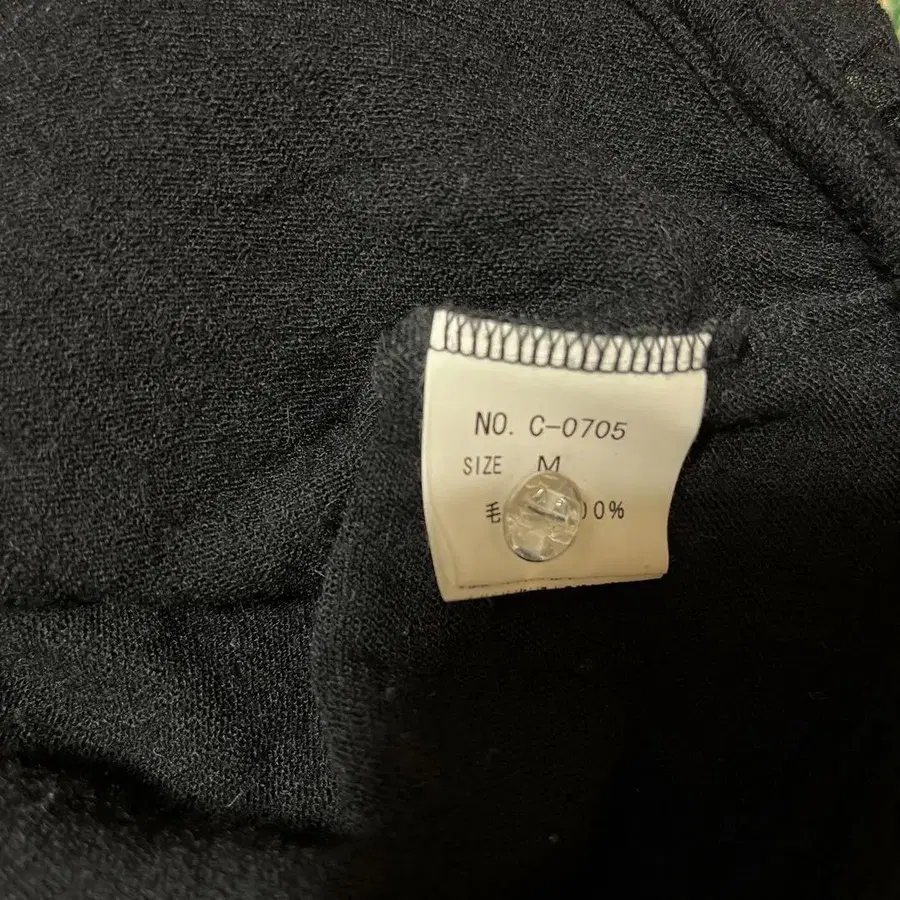 NO. C-0705
SIZE M
毛 00%